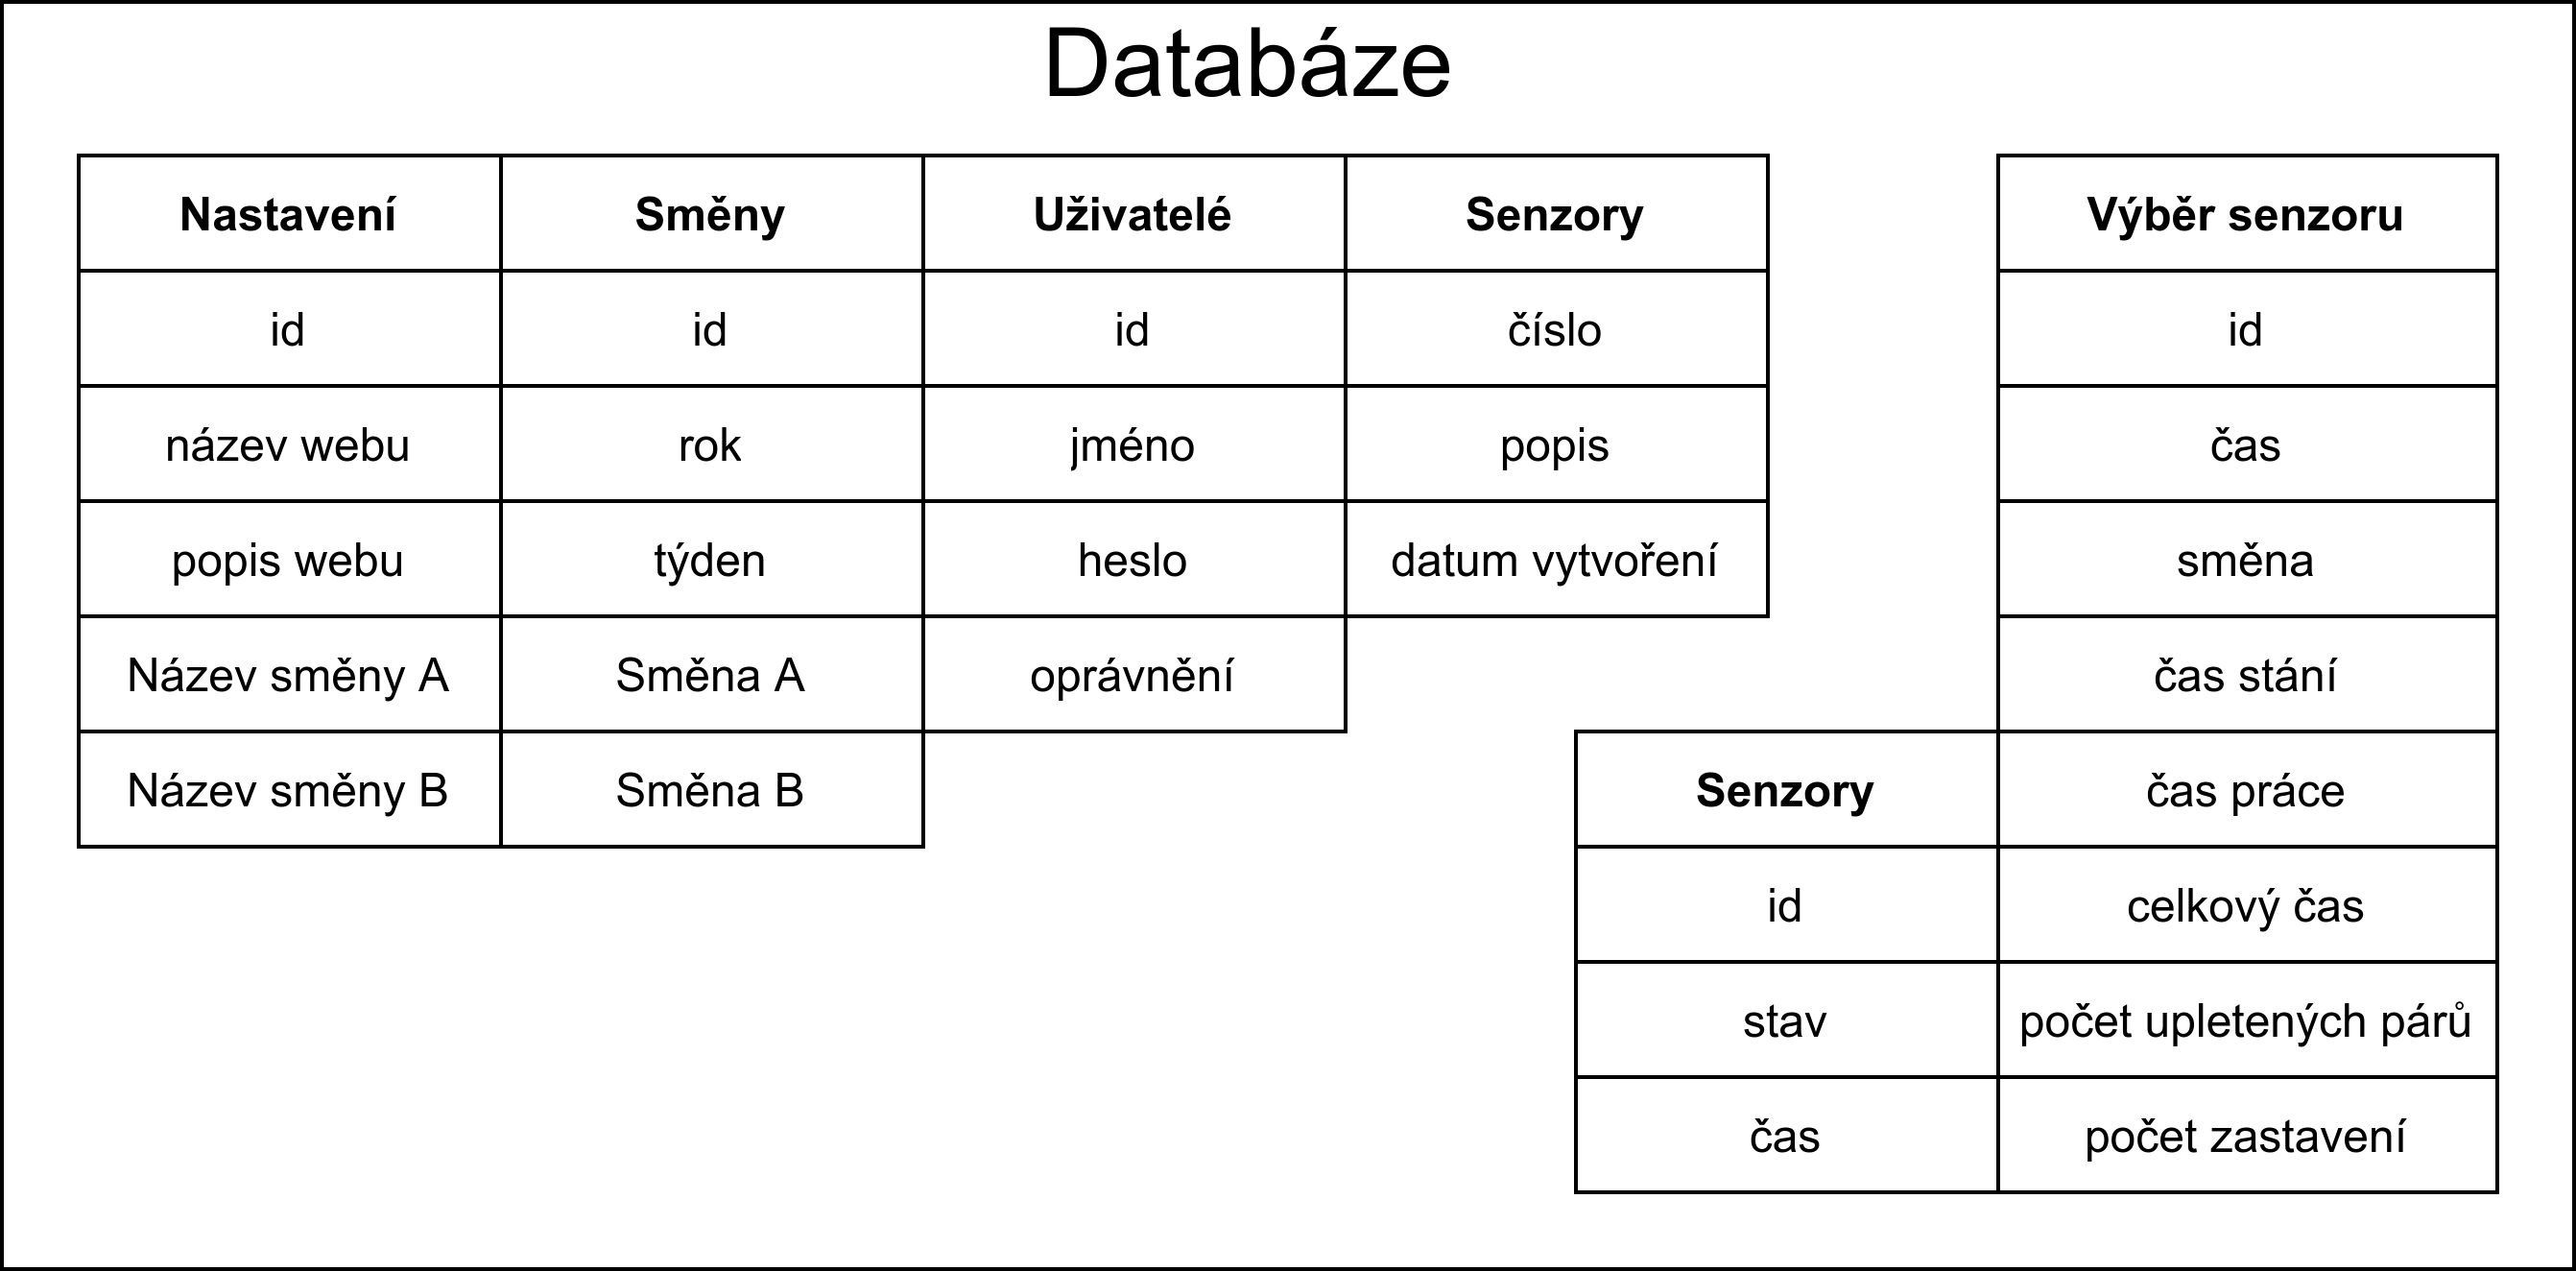 Databáze
Nastavení Směny Uživatelé Senzory Výběr senzoru
id id id číslo id
název webu rok jméno popis čas
popis webu týden heslo datum vytvoření směna
Název směny A Směna A oprávnění čas stání
Název směny B Směna B Senzory čas práce
id celkový čas
stav počet upletených párů
čas počet zastavení